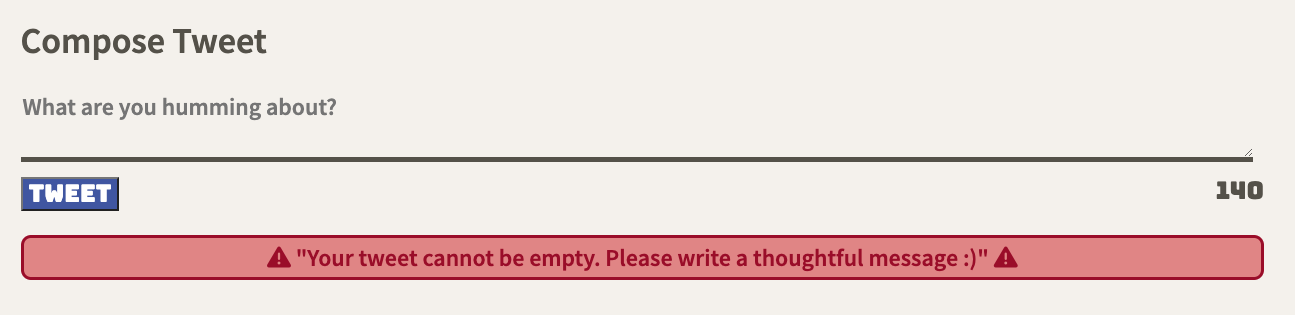 Compose Tweet
What are you humming about?
TWEET 140
"Your tweet cannot be empty. Please write a thoughtful message :)"